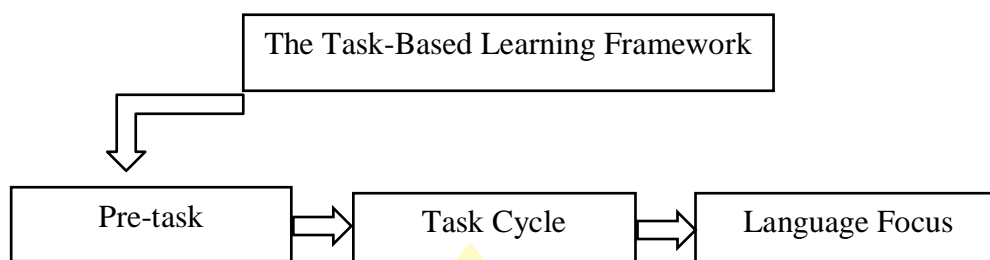 The Task-Based Learning Framework
Pre-task
Task Cycle
Language Focus